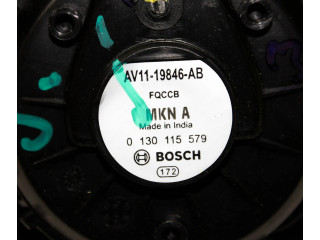 AV11-19846-AB
FQCCB
MKN A
Made in India
0 130 115 579
BOSCH
172